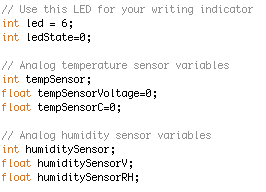 // Use this LED for your writing indicator
int led = 6;
int ledState=0;

// Analog temperature sensor variables
int tempSensor;
float tempSensorVoltage=0;
float tempSensorC=0;

// Analog humidity sensor variables
int humiditySensor;
float humiditySensorV;
float humiditySensorRH;